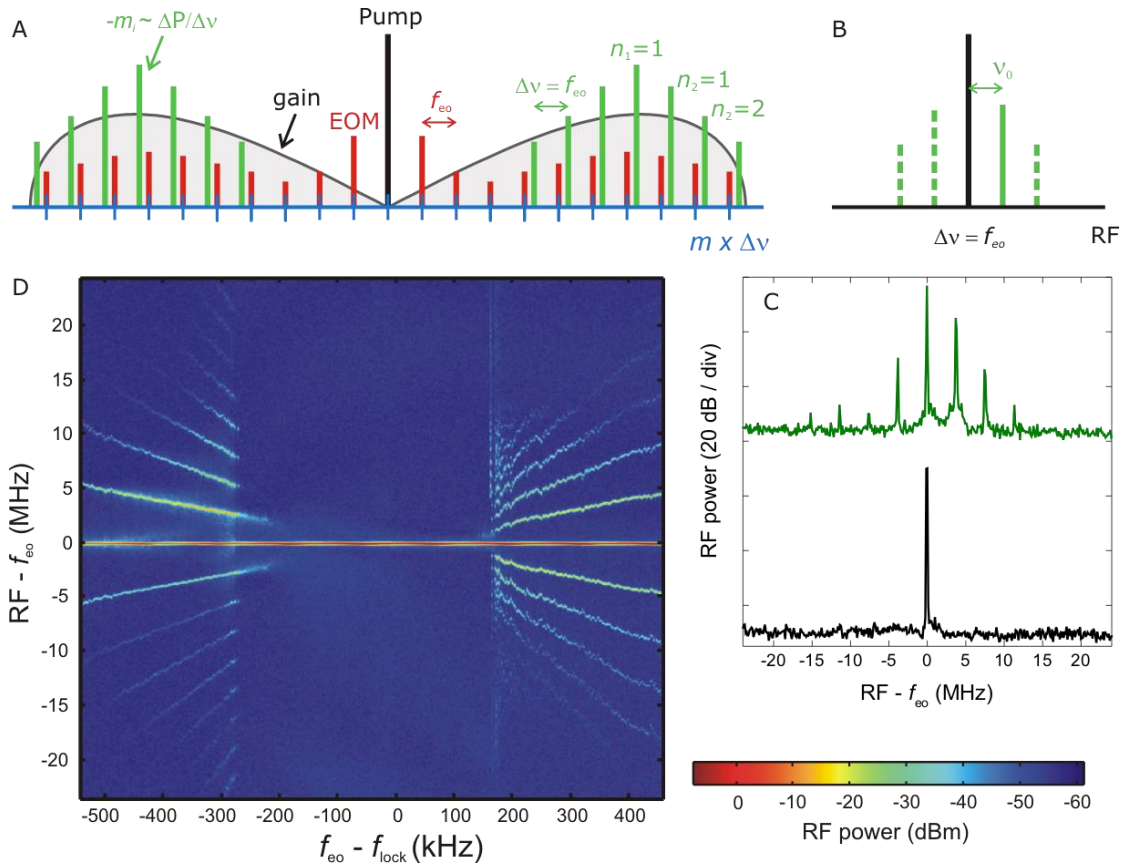 A
-mᵢ ~ ΔP/Δν
Pump
gain
EOM
f_eo
Δν = f_eo
n₁=1
n₂=1
n₂=2
m x Δν
B
ν₀
Δν = f_eo
RF
D
RF - f_eo (MHz)
20
15
10
5
0
-5
-10
-15
-20
-500 -400 -300 -200 -100 0 100 200 300 400
f_eo - f_lock (kHz)
C
RF power (20 dB / div)
-20 -15 -10 -5 0 5 10 15 20
RF - f_eo (MHz)
0 -10 -20 -30 -40 -50 -60
RF power (dBm)